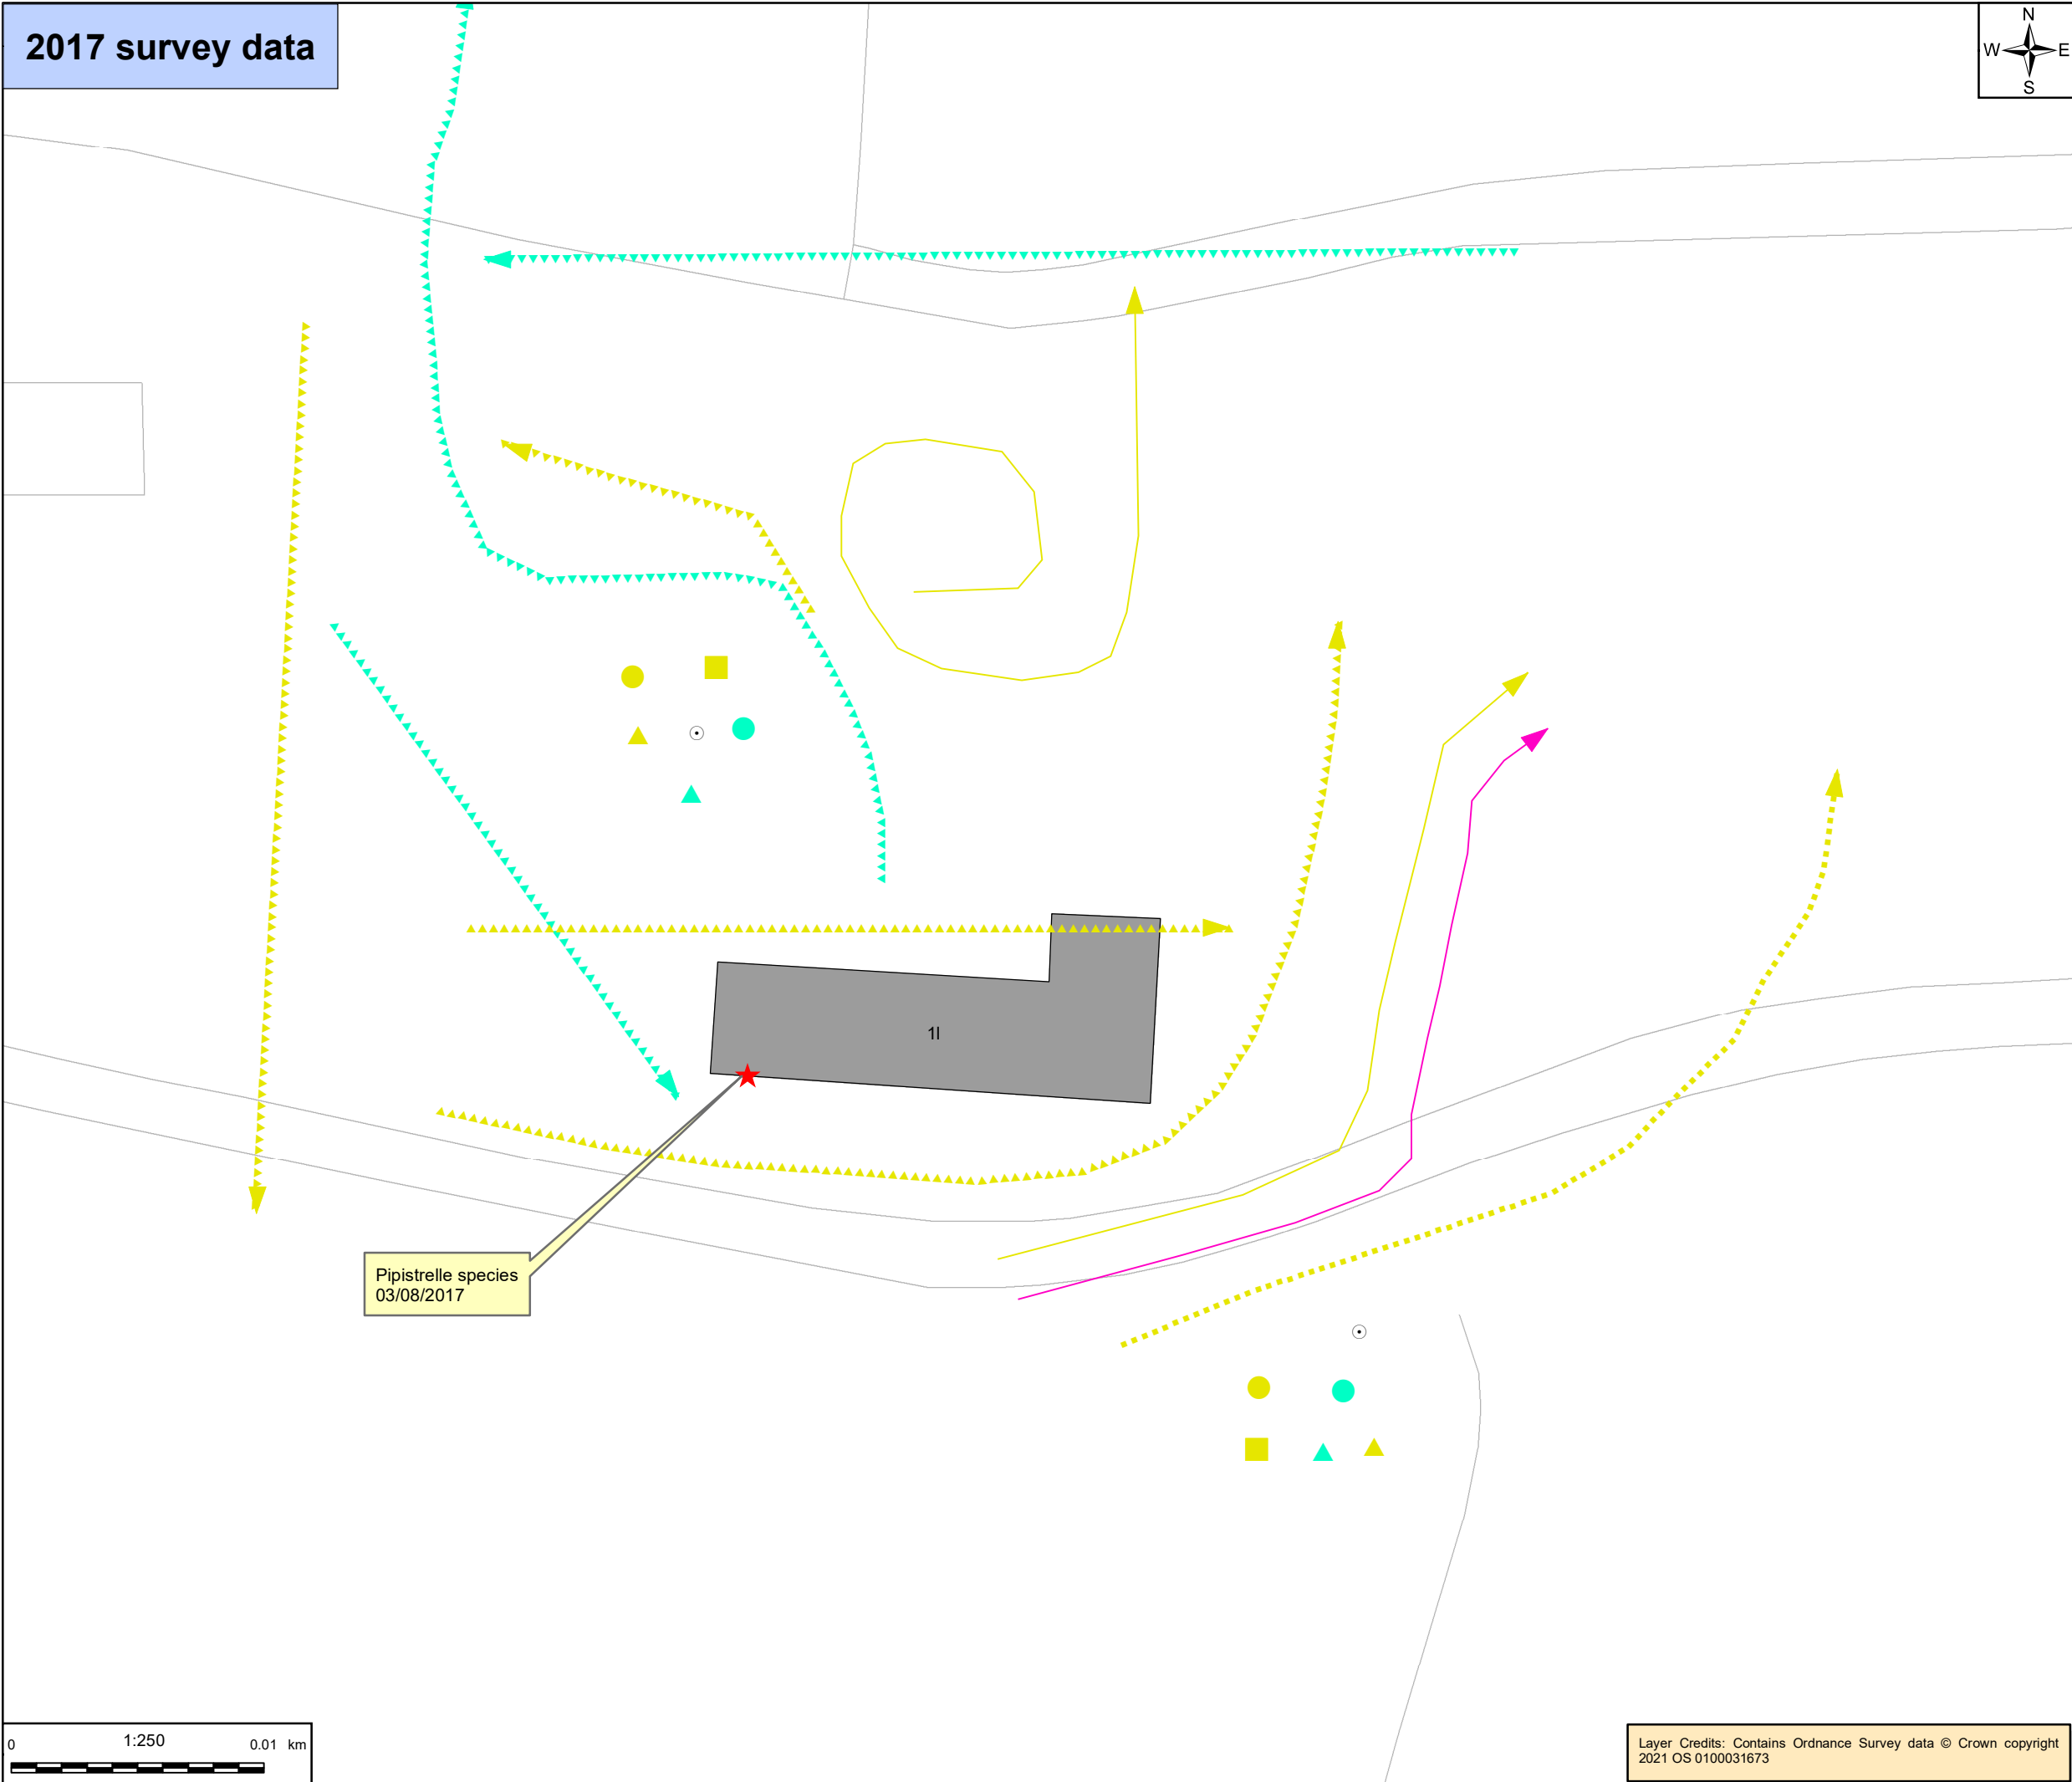 2017 survey data
N
W E
S
1I
Pipistrelle species
03/08/2017
1:250
0 0.01 km
Layer Credits: Contains Ordnance Survey data © Crown copyright
2021 OS 0100031673